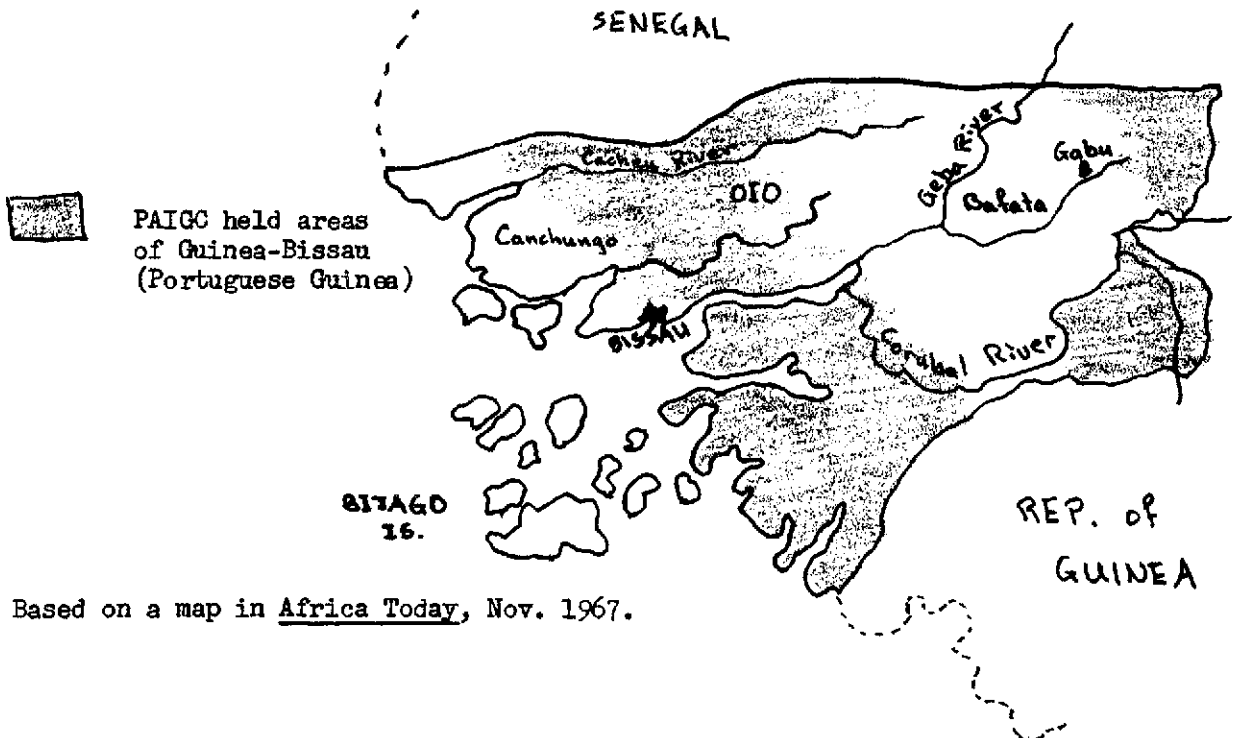 SENEGAL
Cacheu River
Geba River
Gabu
OIO
Bafata
Canchungo
PAIGC held areas
of Guinea-Bissau
(Portuguese Guinea)
BISSAU
Corubal River
BIJAGO
IS.
REP. of
GUINEA
Based on a map in Africa Today, Nov. 1967.